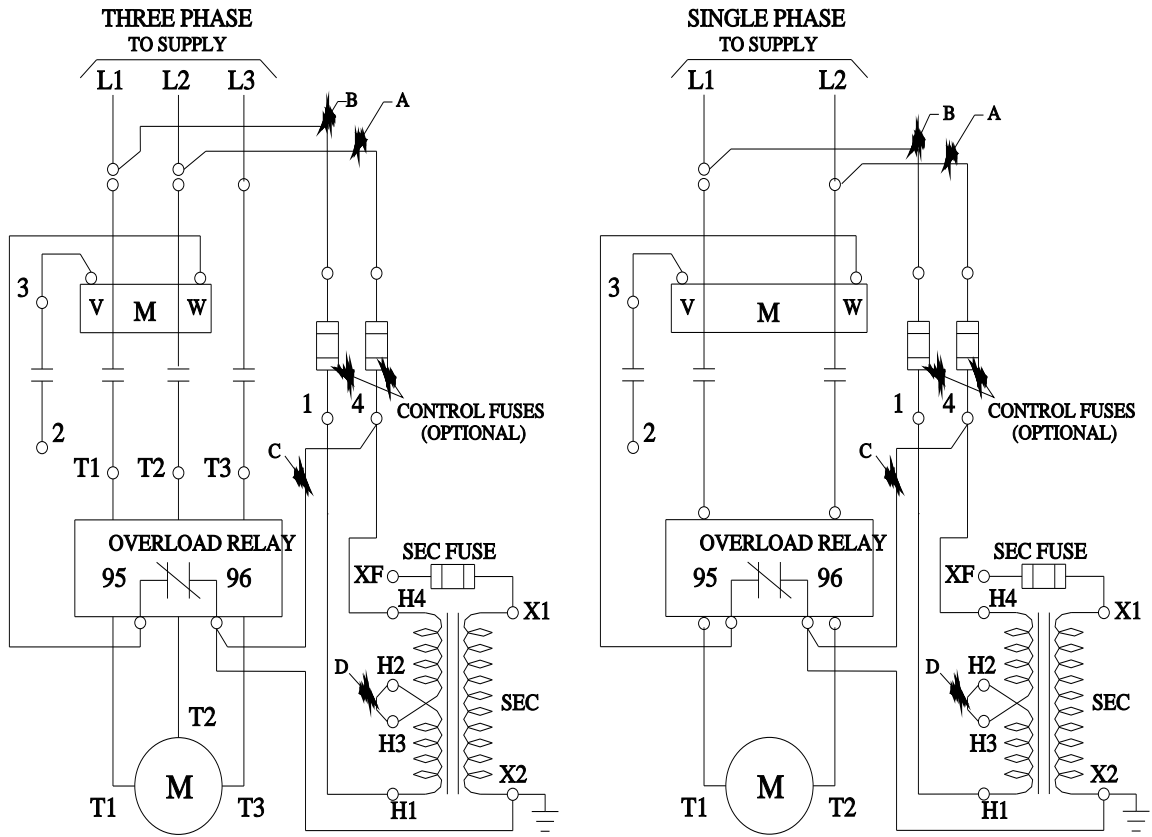 THREE PHASE
TO SUPPLY
L1 L2 L3
B
A
3
V M W
1 4
CONTROL FUSES
(OPTIONAL)
2
C
T1 T2 T3
OVERLOAD RELAY
95 96
SEC FUSE
XF
H4
X1
D
H2
SEC
H3
T2
M
T1
T3
X2
H1
SINGLE PHASE
TO SUPPLY
L1 L2
B
A
3
V M W
1 4
CONTROL FUSES
(OPTIONAL)
2
C
OVERLOAD RELAY
95 96
SEC FUSE
XF
H4
X1
D
H2
SEC
H3
M
T1
T2
X2
H1